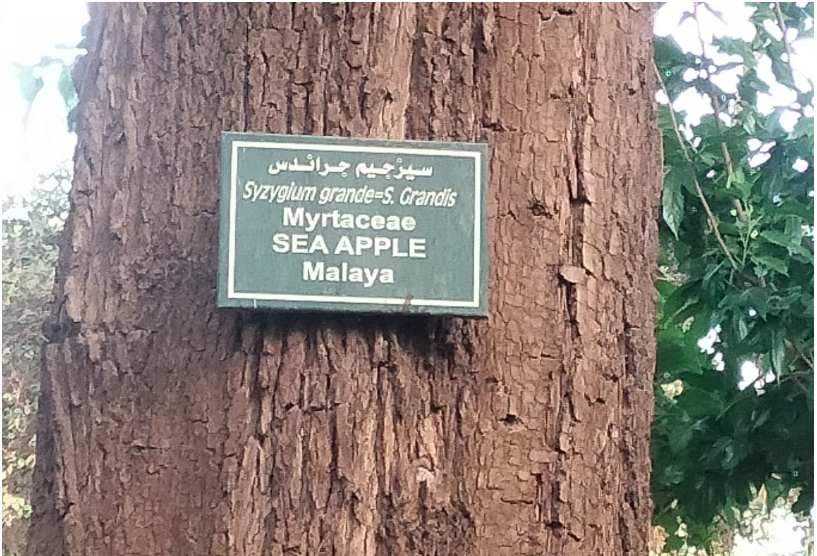 سيزجيم جراندس
Syzygium grande=S. Grandis
Myrtaceae
SEA APPLE
Malaya